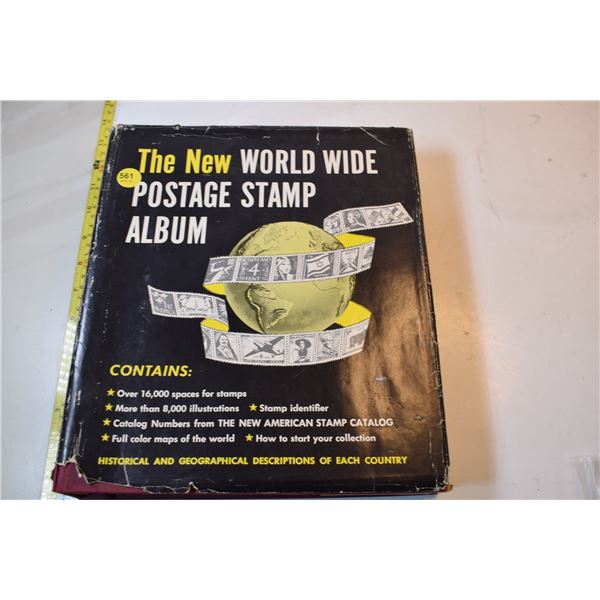 The New WORLD WIDE
561
POSTAGE STAMP
ALBUM
4
CONTAINS:
★ Over 16,000 spaces for stamps
★ More than 8,000 illustrations ★ Stamp identifier
★ Catalog Numbers from THE NEW AMERICAN STAMP CATALOG
★ Full color maps of the world ★ How to start your collection
HISTORICAL AND GEOGRAPHICAL DESCRIPTIONS OF EACH COUNTRY